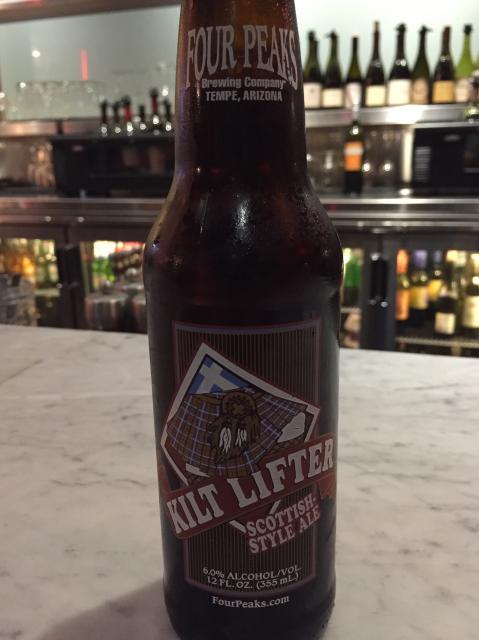 FOUR PEAKS
Brewing Company
TEMPE, ARIZONA
KILT LIFTER
SCOTTISH-
STYLE ALE
6.0% ALCOHOL/VOL.
12 FL. OZ. (355 mL.)
FourPeaks.com